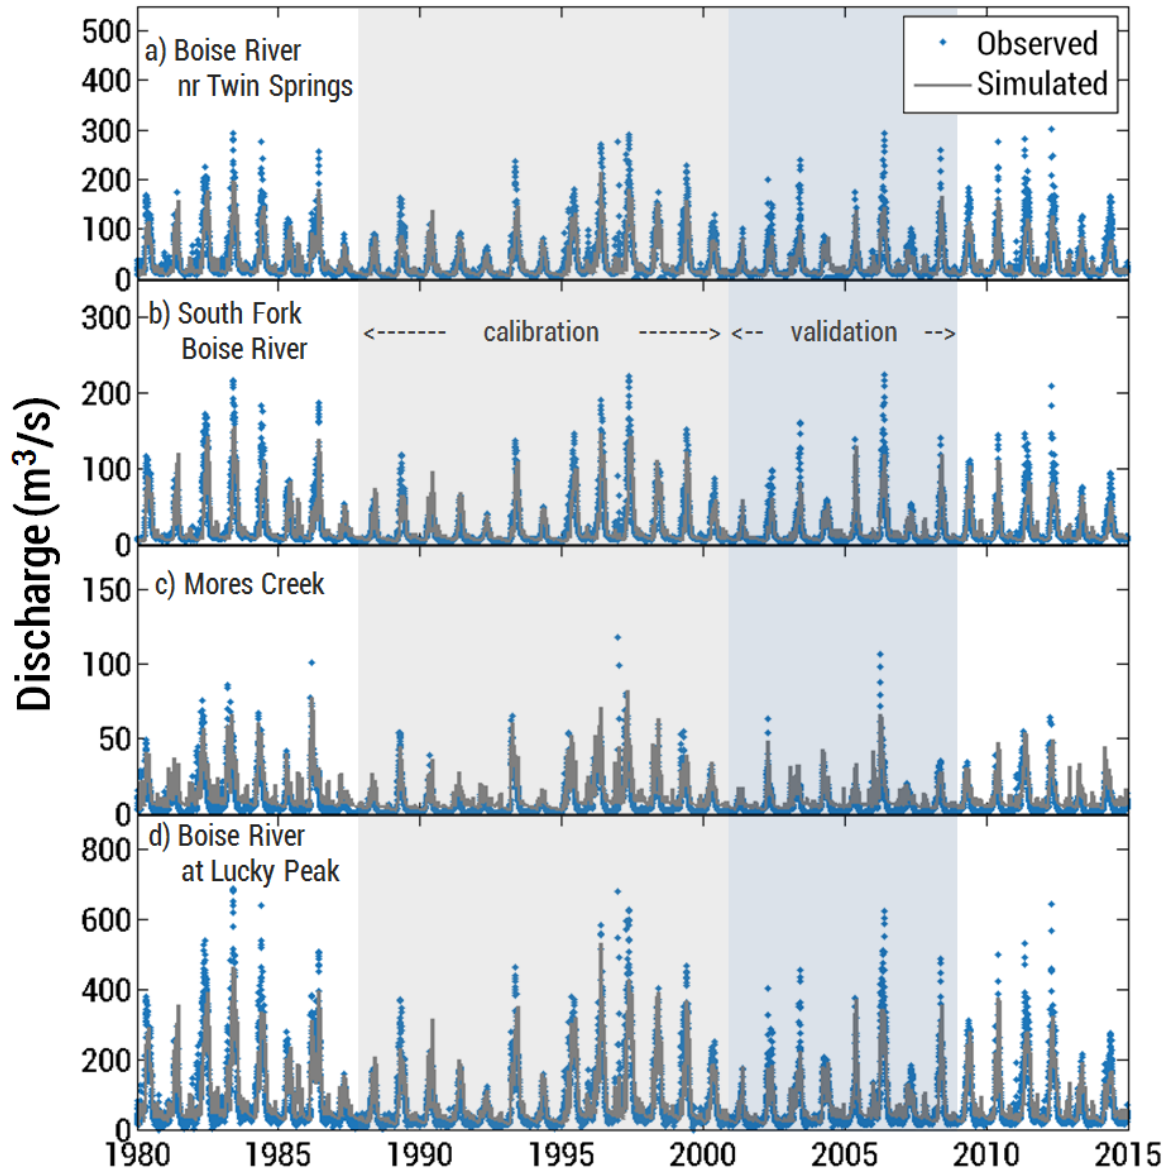 500
400
300
200
100
0
a) Boise River
nr Twin Springs
Observed
Simulated
300
200
100
0
b) South Fork
Boise River
<------- calibration ------->
<-- validation -->
150
100
50
0
c) Mores Creek
800
600
400
200
0
d) Boise River
at Lucky Peak
Discharge (m³/s)
1980 1985 1990 1995 2000 2005 2010 2015